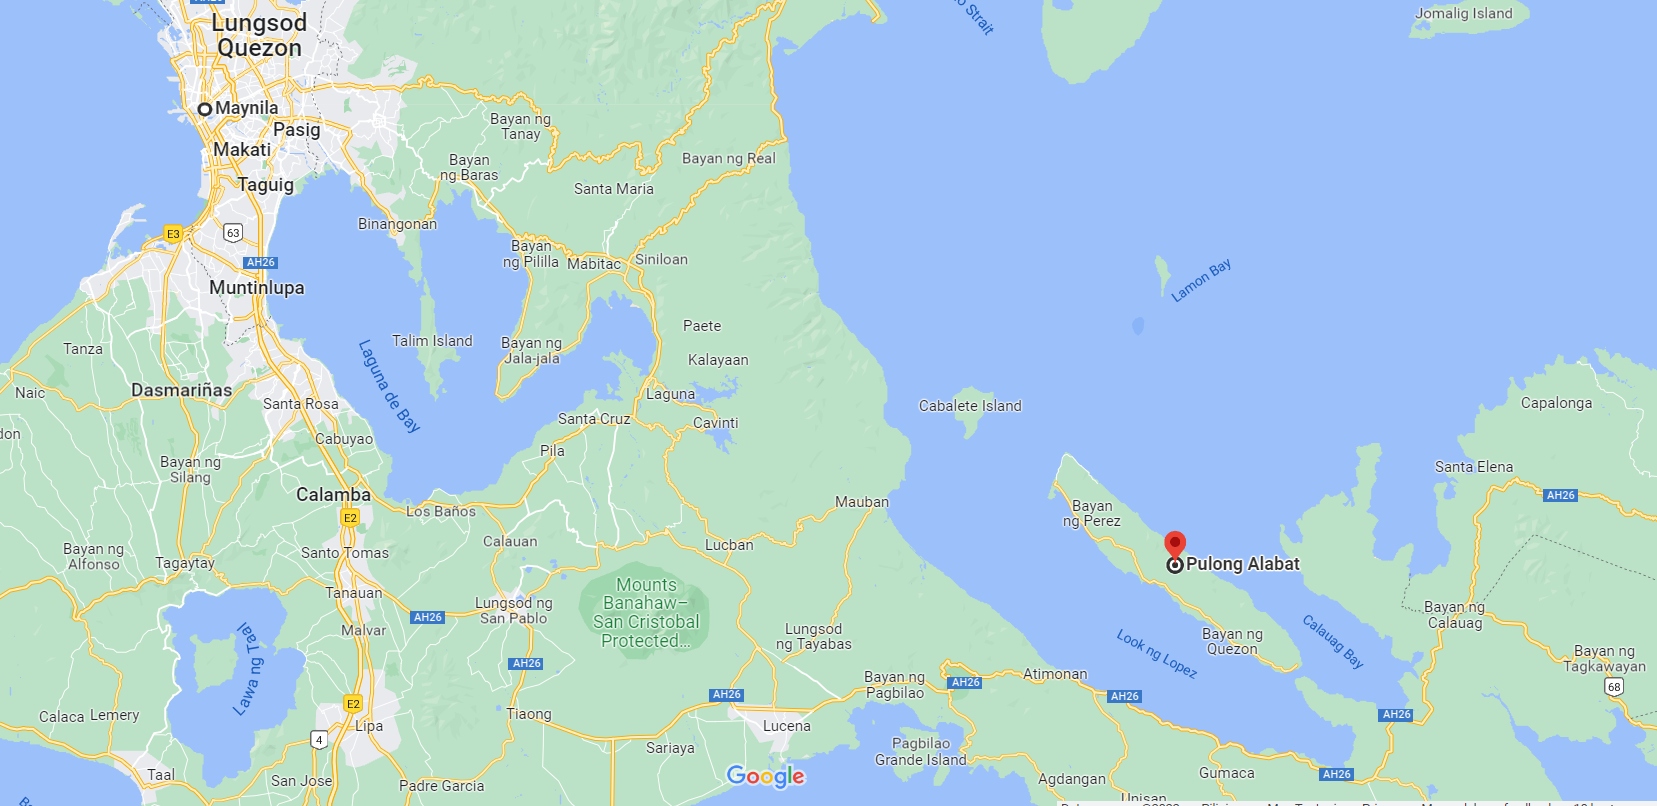 AH26
Lungsod
Quezon
o Strait
Jomalig Island
Maynila
Pasig
Makati
Taguig
Bayan ng
Tanay
Bayan
ng Baras
Bayan ng Real
Santa Maria
Binangonan
E3
63
AH26
Bayan
ng Pililla
Mabitac
Siniloan
Lamon Bay
Muntinlupa
Tanza
Talim Island
Bayan ng
Jala-jala
Paete
Kalayaan
Laguna de Bay
Naic
Dasmariñas
Santa Rosa
Laguna
Cabalete Island
Capalonga
don
Cabuyao
Santa Cruz
Cavinti
Pila
Bayan ng
Silang
Santa Elena
Calamba
Los Baños
Mauban
Bayan
ng Perez
AH26
E2
Calauan
Lucban
Bayan ng
Alfonso
Tagaytay
Santo Tomas
Pulong Alabat
Tanauan
Mounts
Banahaw–
San Cristobal
Protected...
Lungsod ng
San Pablo
AH26
Malvar
Lungsod
ng Tayabas
Look ng Lopez
Bayan ng
Quezon
Calauag Bay
Bayan ng
Calauag
Bayan ng
Tagkawayan
68
Lawa ng Taal
AH26
AH26
Bayan ng
Pagbilao
AH26
Atimonan
AH26
AH26
E2
Calaca
Lemery
Lipa
4
Tiaong
Lucena
Sariaya
Pagbilao
Grande Island
Taal
San Jose
Padre Garcia
Google
Agdangan
Gumaca
AH26
Unisan